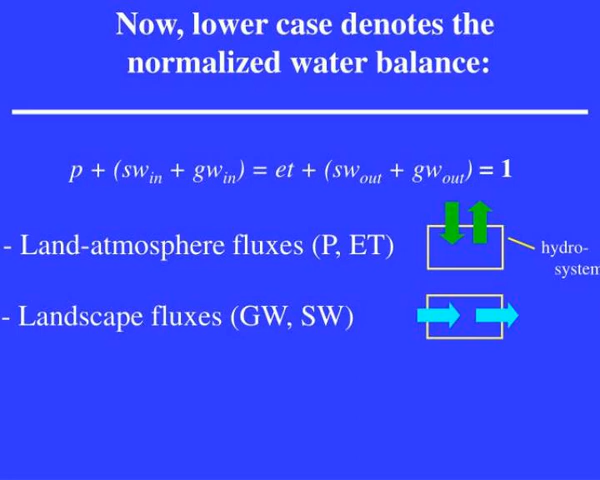 Now, lower case denotes the
normalized water balance:
p + (sw_in + gw_in) = et + (sw_out + gw_out) = 1
- Land-atmosphere fluxes (P, ET)
hydro-
system
- Landscape fluxes (GW, SW)